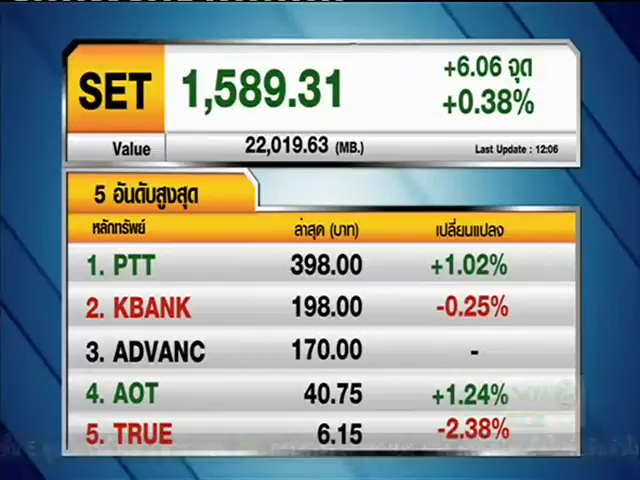 SET 1,589.31 +6.06 จุด
+0.38%
Value 22,019.63 (MB.) Last Update : 12:06
5 อันดับสูงสุด
หลักทรัพย์ ล่าสุด (บาท) เปลี่ยนแปลง
1. PTT 398.00 +1.02%
2. KBANK 198.00 -0.25%
3. ADVANC 170.00 -
4. AOT 40.75 +1.24%
5. TRUE 6.15 -2.38%